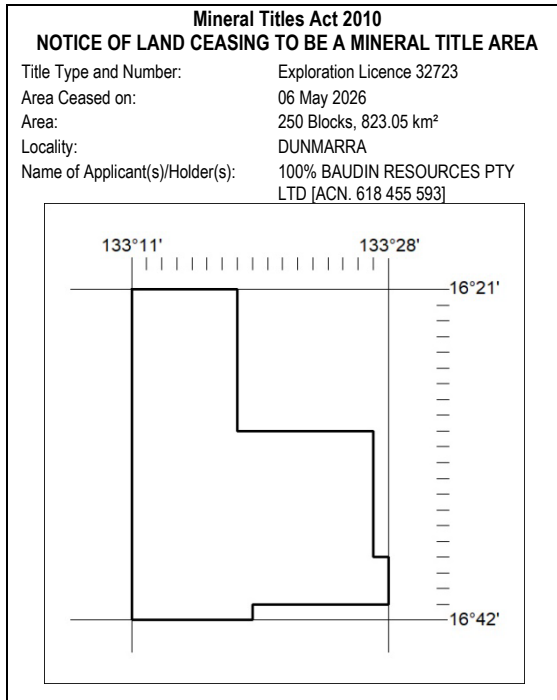 Mineral Titles Act 2010
NOTICE OF LAND CEASING TO BE A MINERAL TITLE AREA
Title Type and Number: Exploration Licence 32723
Area Ceased on: 06 May 2026
Area: 250 Blocks, 823.05 km²
Locality: DUNMARRA
Name of Applicant(s)/Holder(s): 100% BAUDIN RESOURCES PTY
LTD [ACN. 618 455 593]
133°11' 133°28'
16°21'
16°42'